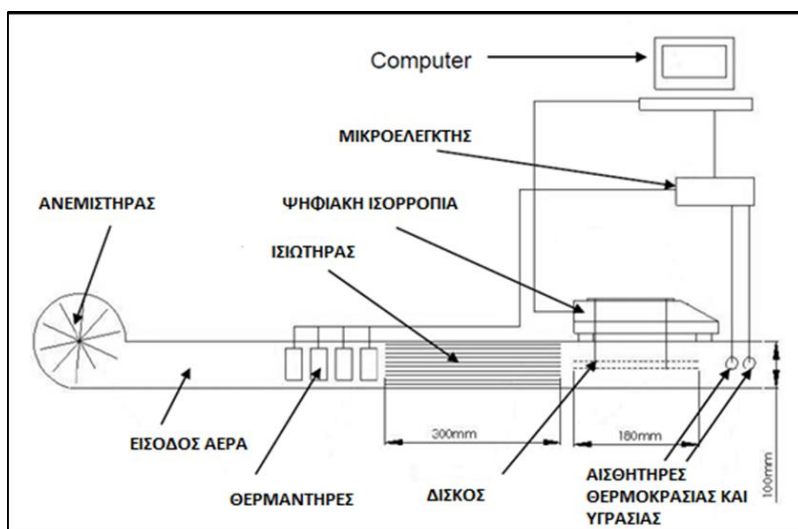 Computer
ΜΙΚΡΟΕΛΕΓΚΤΗΣ
ΑΝΕΜΙΣΤΗΡΑΣ
ΨΗΦΙΑΚΗ ΙΣΟΡΡΟΠΙΑ
ΙΣΙΩΤΗΡΑΣ
ΕΙΣΟΔΟΣ ΑΕΡΑ
300mm
180mm
100mm
ΘΕΡΜΑΝΤΗΡΕΣ
ΔΙΣΚΟΣ
ΑΙΣΘΗΤΗΡΕΣ
ΘΕΡΜΟΚΡΑΣΙΑΣ ΚΑΙ
ΥΓΡΑΣΙΑΣ